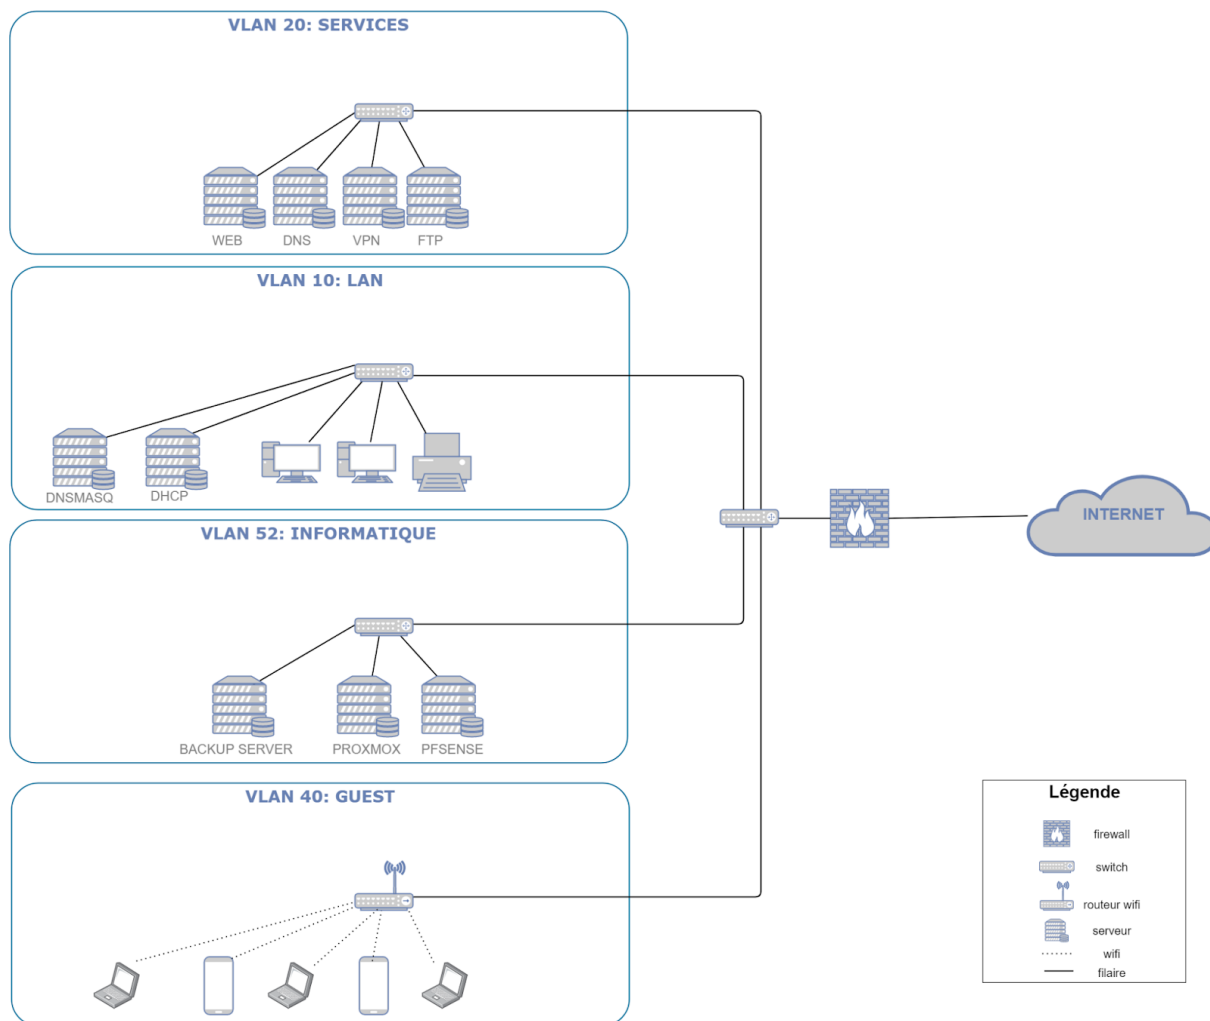 VLAN 20: SERVICES
WEB
DNS
VPN
FTP
VLAN 10: LAN
DNSMASQ
DHCP
VLAN 52: INFORMATIQUE
BACKUP SERVER
PROXMOX
PFSENSE
VLAN 40: GUEST
INTERNET
Légende
firewall
switch
routeur wifi
serveur
wifi
filaire